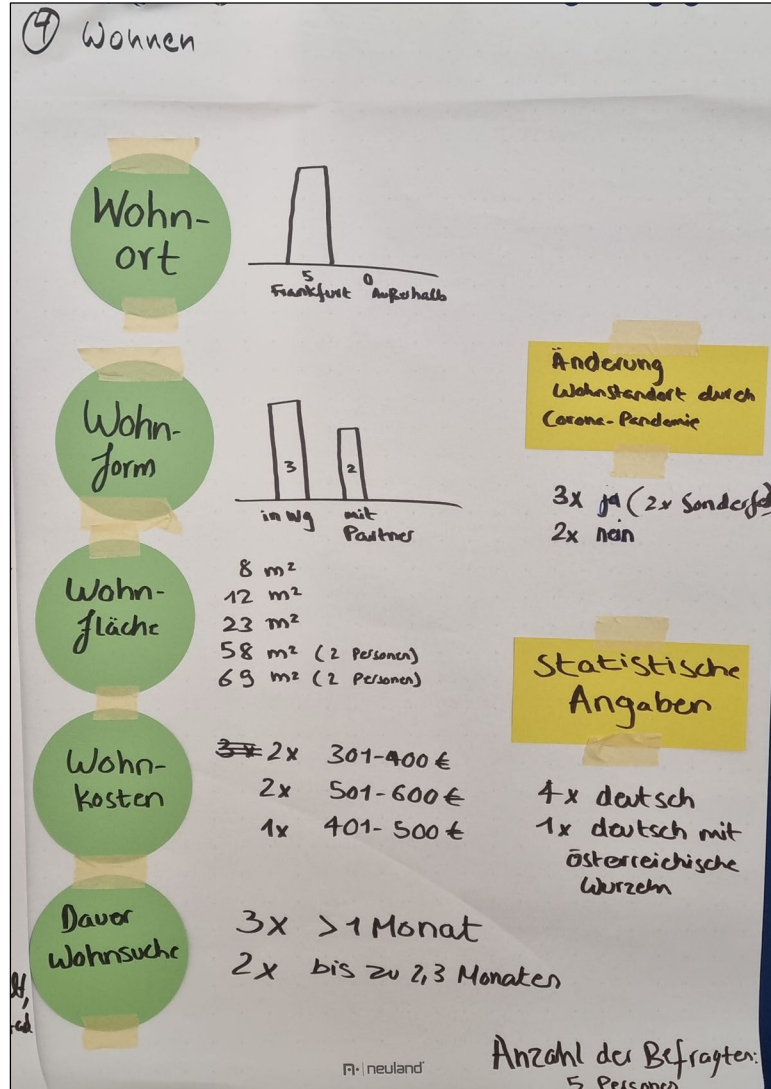 ④ Wohnen
Wohn-
ort
5
Frankfurt
0
Außerhalb
Wohn-
form
3
in WG
2
mit
Partner
Wohn-
fläche
8 m²
12 m²
23 m²
58 m² (2 Personen)
69 m² (2 Personen)
Wohn-
kosten
3x 2x 301-400 €
2x 501-600 €
1x 401-500 €
Dauer
Wohnsuche
3x >1 Monat
2x bis zu 2,3 Monaten
Änderung
Wohnstandort durch
Corona-Pandemie
3x ja (2x
2x nein
Statistische
Angaben
4x deutsch
1x deutsch mit
österreichische
Wurzeln
neuland
Anzahl der Befragten:
5 Personen